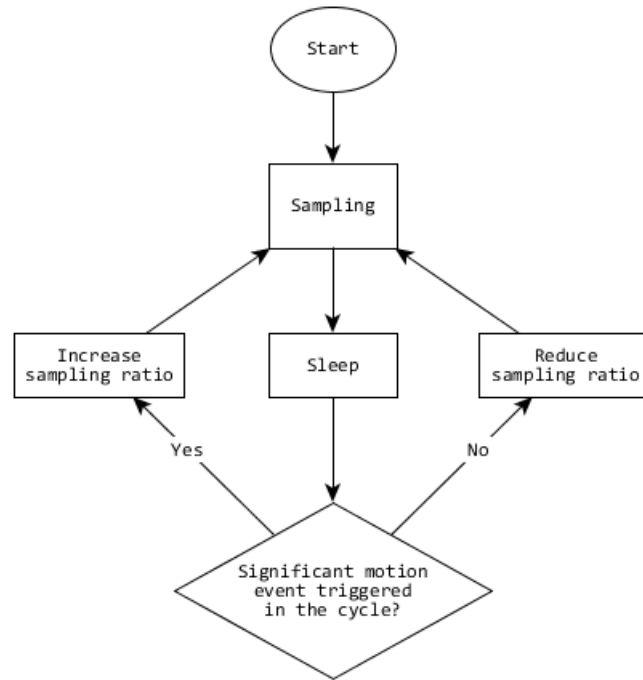 Start
Sampling
Increase
sampling ratio
Sleep
Reduce
sampling ratio
Yes
No
Significant motion
event triggered
in the cycle?